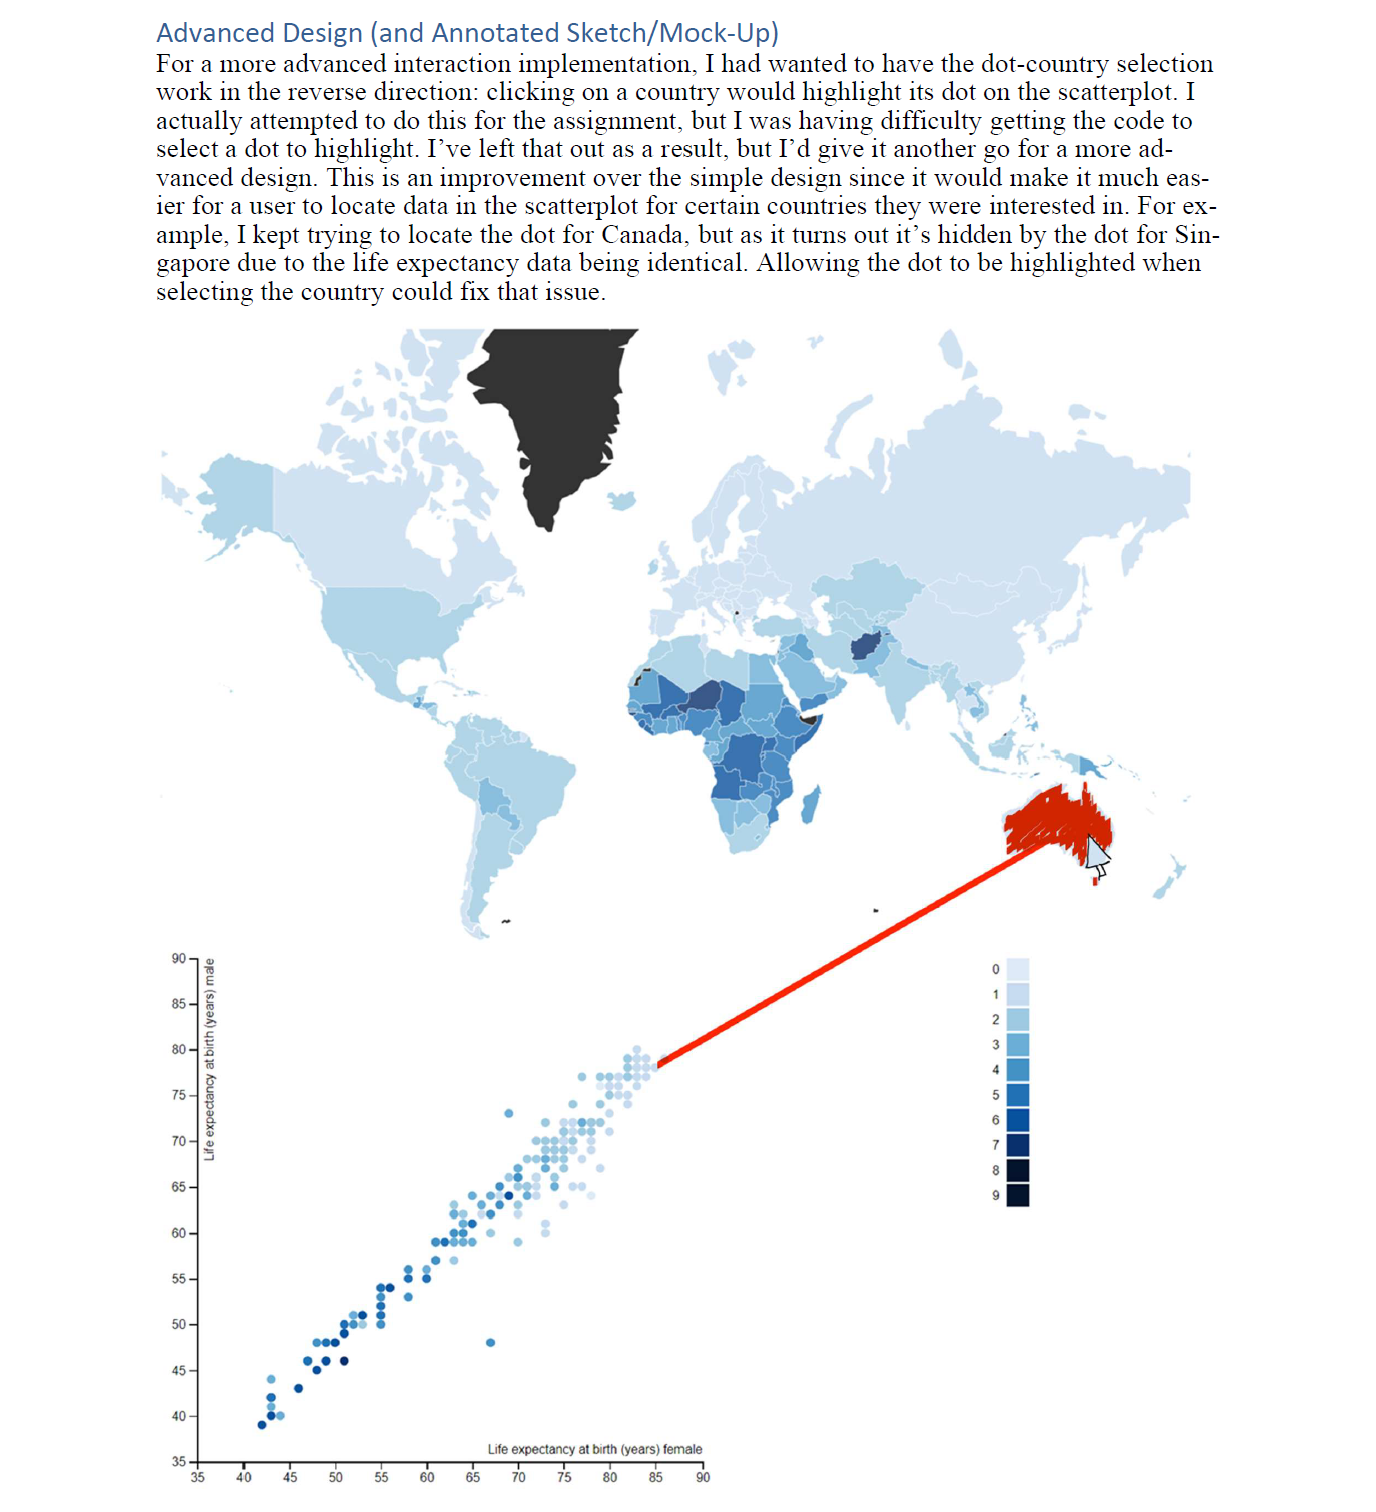 Advanced Design (and Annotated Sketch/Mock-Up)
For a more advanced interaction implementation, I had wanted to have the dot-country selection
work in the reverse direction: clicking on a country would highlight its dot on the scatterplot. I
actually attempted to do this for the assignment, but I was having difficulty getting the code to
select a dot to highlight. I’ve left that out as a result, but I’d give it another go for a more ad-
vanced design. This is an improvement over the simple design since it would make it much eas-
ier for a user to locate data in the scatterplot for certain countries they were interested in. For ex-
ample, I kept trying to locate the dot for Canada, but as it turns out it’s hidden by the dot for Sin-
gapore due to the life expectancy data being identical. Allowing the dot to be highlighted when
selecting the country could fix that issue.
90
85
80
75
70
65
60
55
50
45
40
35
Life expectancy at birth (years) male
0
1
2
3
4
5
6
7
8
9
Life expectancy at birth (years) female
35 40 45 50 55 60 65 70 75 80 85 90